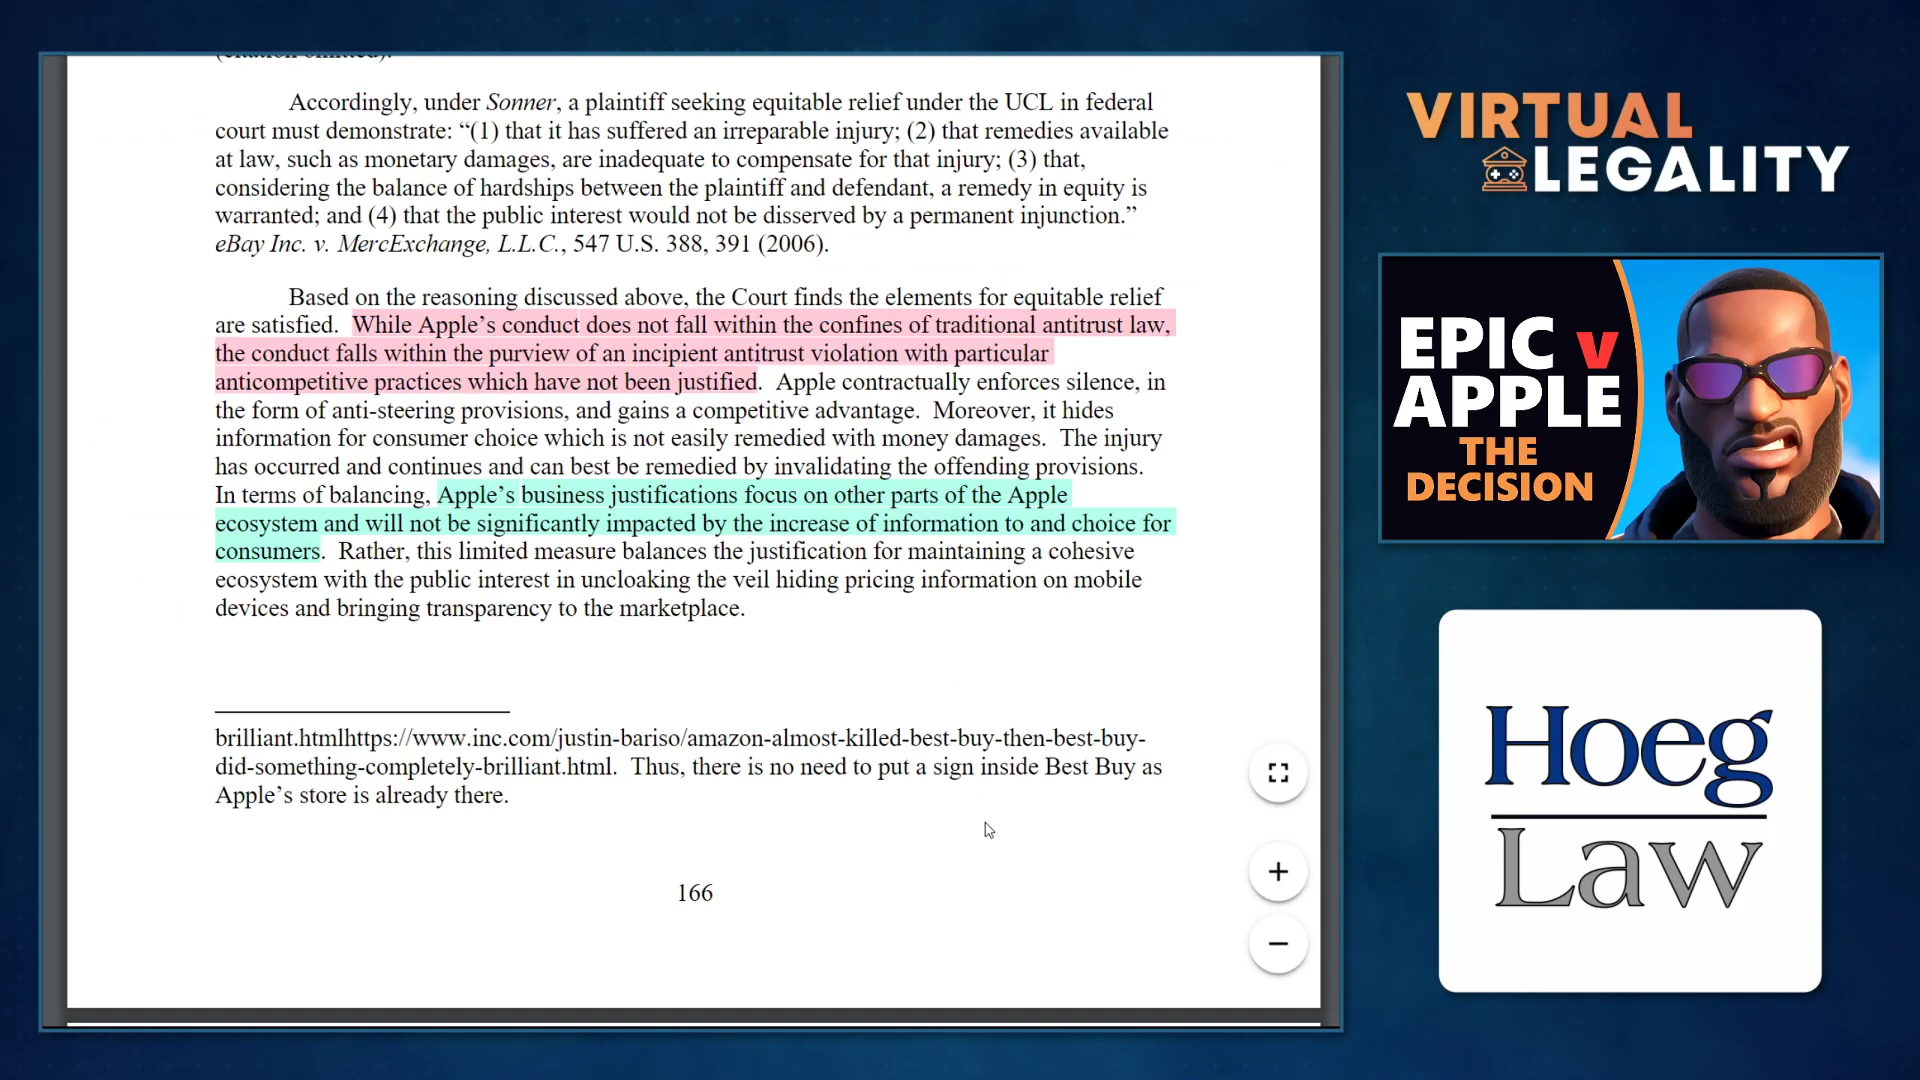 (citation omitted).
Accordingly, under Sonner, a plaintiff seeking equitable relief under the UCL in federal
court must demonstrate: “(1) that it has suffered an irreparable injury; (2) that remedies available
at law, such as monetary damages, are inadequate to compensate for that injury; (3) that,
considering the balance of hardships between the plaintiff and defendant, a remedy in equity is
warranted; and (4) that the public interest would not be disserved by a permanent injunction.”
eBay Inc. v. MercExchange, L.L.C., 547 U.S. 388, 391 (2006).
Based on the reasoning discussed above, the Court finds the elements for equitable relief
are satisfied. While Apple’s conduct does not fall within the confines of traditional antitrust law,
the conduct falls within the purview of an incipient antitrust violation with particular
anticompetitive practices which have not been justified. Apple contractually enforces silence, in
the form of anti-steering provisions, and gains a competitive advantage. Moreover, it hides
information for consumer choice which is not easily remedied with money damages. The injury
has occurred and continues and can best be remedied by invalidating the offending provisions.
In terms of balancing, Apple’s business justifications focus on other parts of the Apple
ecosystem and will not be significantly impacted by the increase of information to and choice for
consumers. Rather, this limited measure balances the justification for maintaining a cohesive
ecosystem with the public interest in uncloaking the veil hiding pricing information on mobile
devices and bringing transparency to the marketplace.
brilliant.htmlhttps://www.inc.com/justin-bariso/amazon-almost-killed-best-buy-then-best-buy-
did-something-completely-brilliant.html. Thus, there is no need to put a sign inside Best Buy as
Apple’s store is already there.
166
VIRTUAL
LEGALITY
EPIC v
APPLE
THE
DECISION
Hoeg
Law